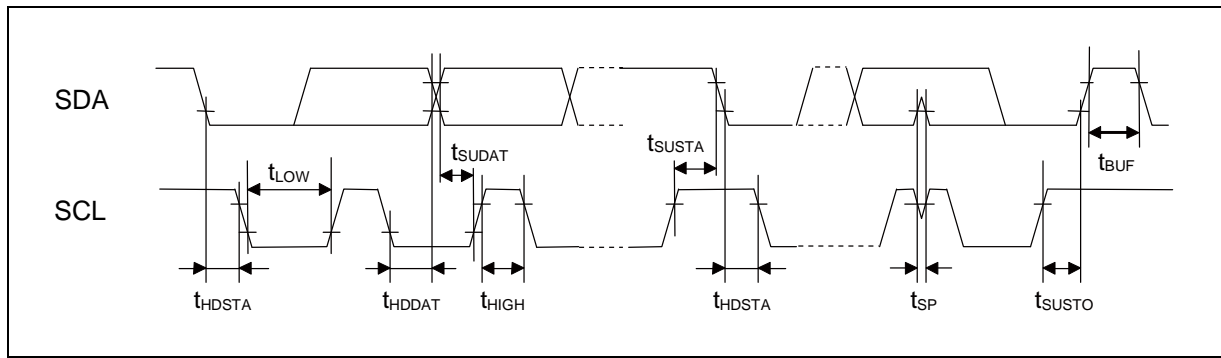 SDA
tSUSTA
tBUF
tSUDAT
tLOW
SCL
tHDSTA
tHDDAT
tHIGH
tHDSTA
tSP
tSUSTO